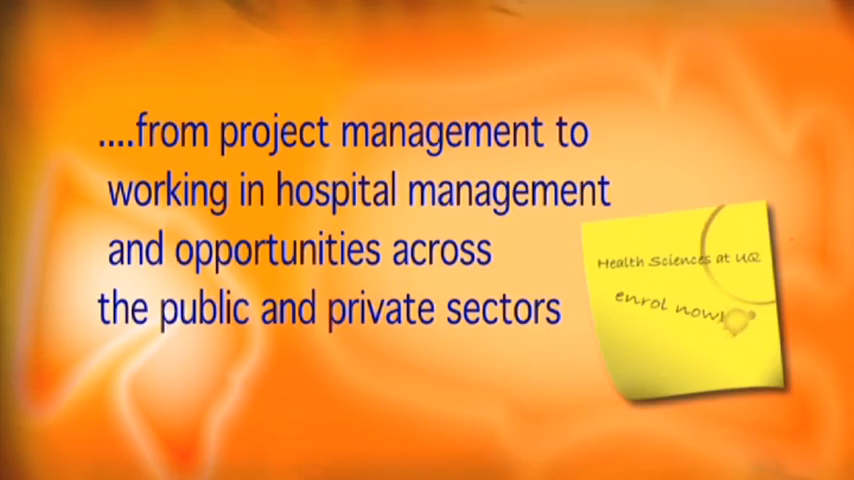 ....from project management to
working in hospital management
and opportunities across
the public and private sectors
Health Sciences at UQ
enrol now!